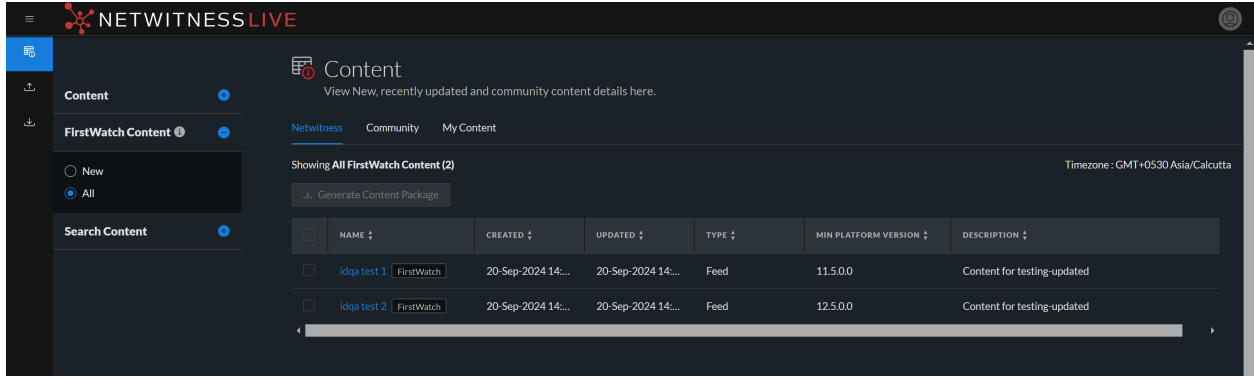 NETWITNESS LIVE
Content
View New, recently updated and community content details here.
Content
FirstWatch Content
New
All
Search Content
Netwitness Community My Content
Showing All FirstWatch Content (2)
Timezone : GMT+0530 Asia/Calcutta
Generate Content Package
NAME CREATED UPDATED TYPE MIN PLATFORM VERSION DESCRIPTION
idqa test 1 FirstWatch 20-Sep-2024 14:... 20-Sep-2024 14:... Feed 11.5.0.0 Content for testing-updated
idqa test 2 FirstWatch 20-Sep-2024 14:... 20-Sep-2024 14:... Feed 12.5.0.0 Content for testing-updated